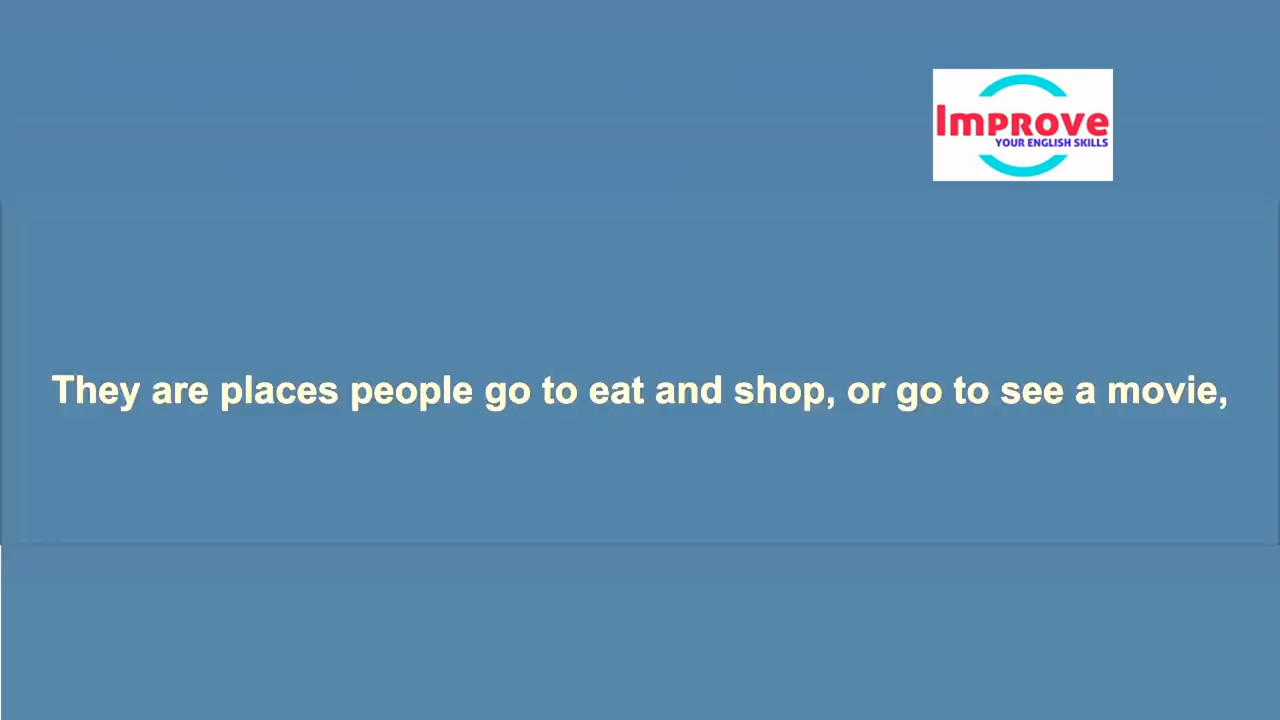 Improve
YOUR ENGLISH SKILLS
They are places people go to eat and shop, or go to see a movie,